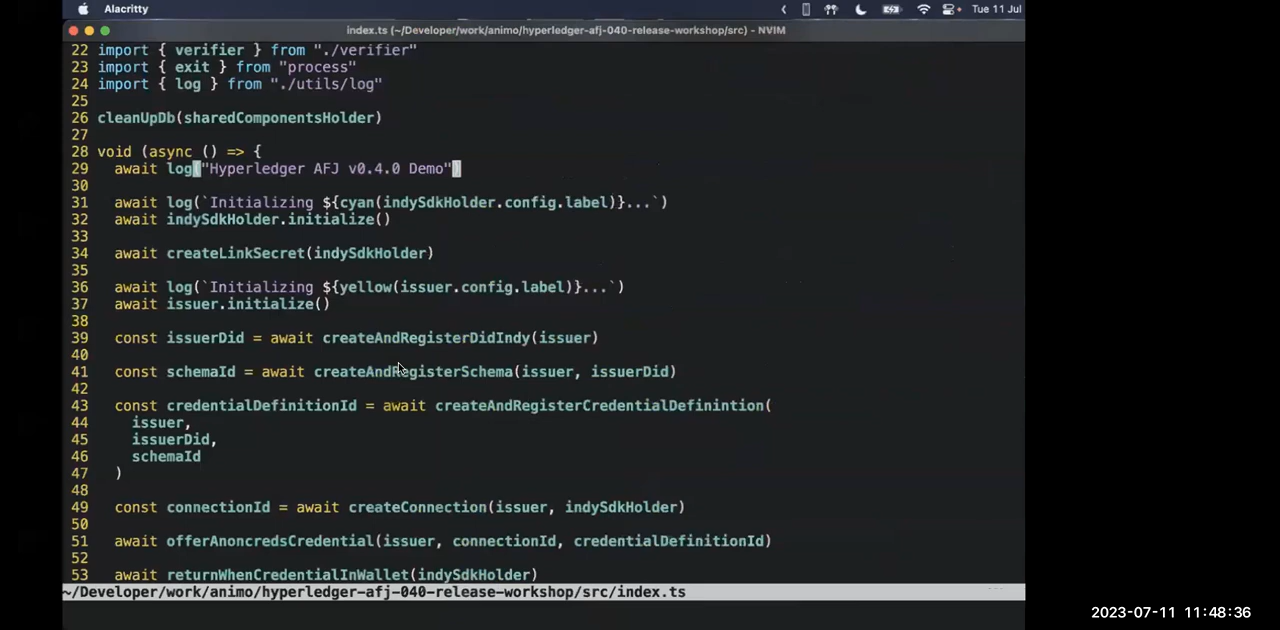 Alacritty
Tue 11 Jul
index.ts (~/Developer/work/animo/hyperledger-afj-040-release-workshop/src) - NVIM
22 import { verifier } from "./verifier"
23 import { exit } from "process"
24 import { log } from "./utils/log"
25
26 cleanUpDb(sharedComponentsHolder)
27
28 void (async () => {
29   await log("Hyperledger AFJ v0.4.0 Demo")
30
31   await log(`Initializing ${cyan(indySdkHolder.config.label)}...`)
32   await indySdkHolder.initialize()
33
34   await createLinkSecret(indySdkHolder)
35
36   await log(`Initializing ${yellow(issuer.config.label)}...`)
37   await issuer.initialize()
38
39   const issuerDid = await createAndRegisterDidIndy(issuer)
40
41   const schemaId = await createAndRegisterSchema(issuer, issuerDid)
42
43   const credentialDefinitionId = await createAndRegisterCredentialDefinintion(
44     issuer,
45     issuerDid,
46     schemaId
47   )
48
49   const connectionId = await createConnection(issuer, indySdkHolder)
50
51   await offerAnoncredsCredential(issuer, connectionId, credentialDefinitionId)
52
53   await returnWhenCredentialInWallet(indySdkHolder)
~/Developer/work/animo/hyperledger-afj-040-release-workshop/src/index.ts
2023-07-11 11:48:36